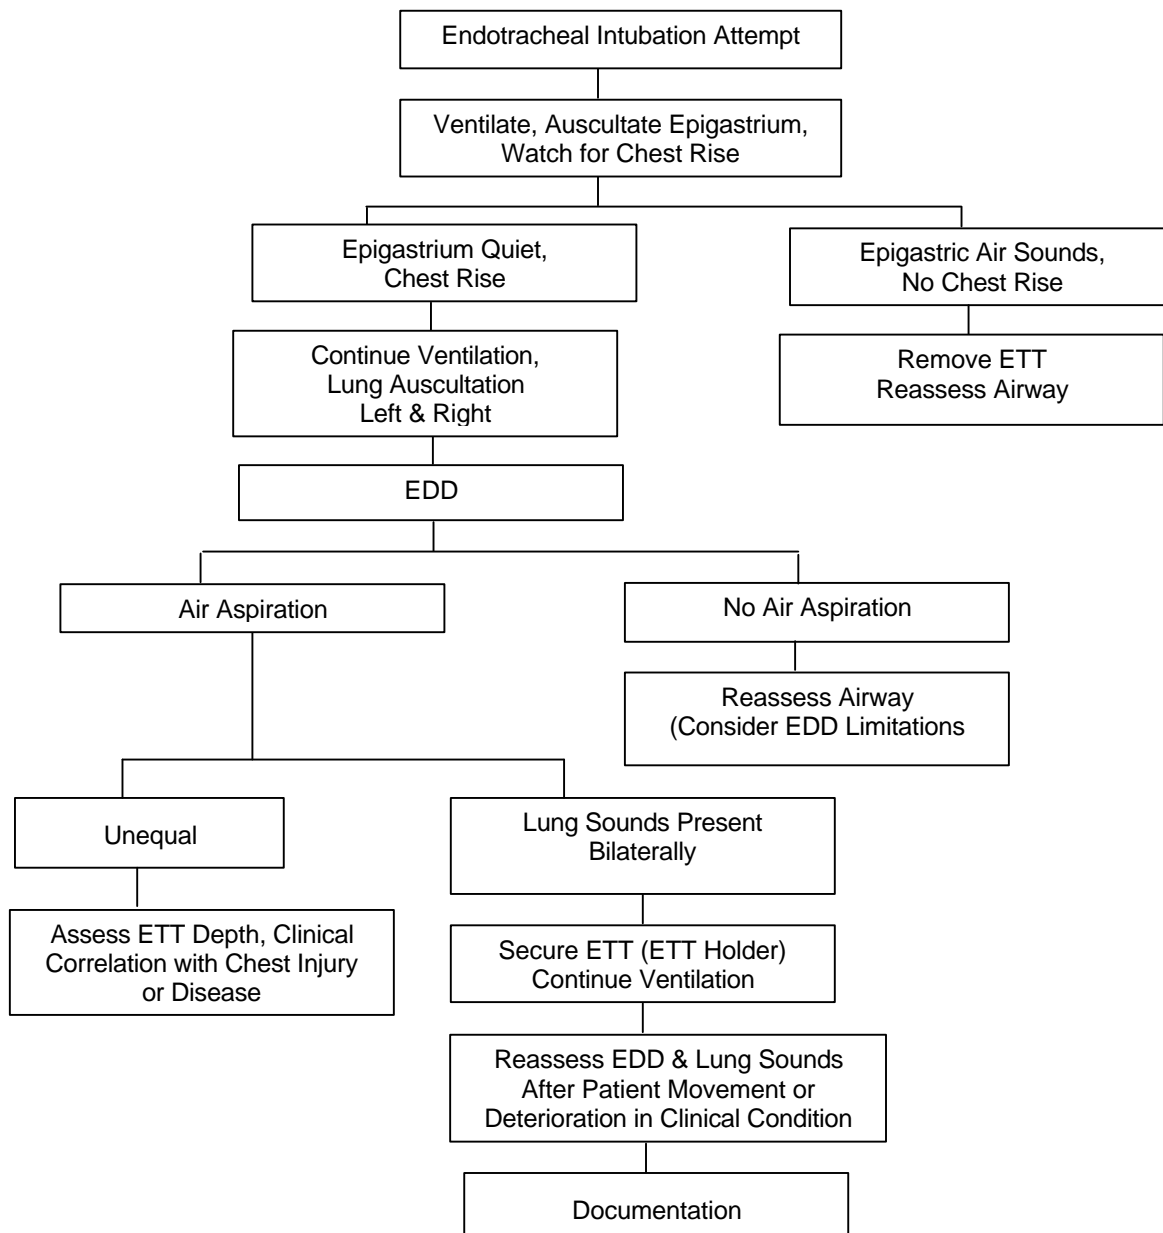 Endotracheal Intubation Attempt
Ventilate, Auscultate Epigastrium,
Watch for Chest Rise
Epigastrium Quiet,
Chest Rise
Epigastric Air Sounds,
No Chest Rise
Continue Ventilation,
Lung Auscultation
Left & Right
Remove ETT
Reassess Airway
EDD
Air Aspiration
No Air Aspiration
Reassess Airway
(Consider EDD Limitations
Unequal
Lung Sounds Present
Bilaterally
Assess ETT Depth, Clinical
Correlation with Chest Injury
or Disease
Secure ETT (ETT Holder)
Continue Ventilation
Reassess EDD & Lung Sounds
After Patient Movement or
Deterioration in Clinical Condition
Documentation